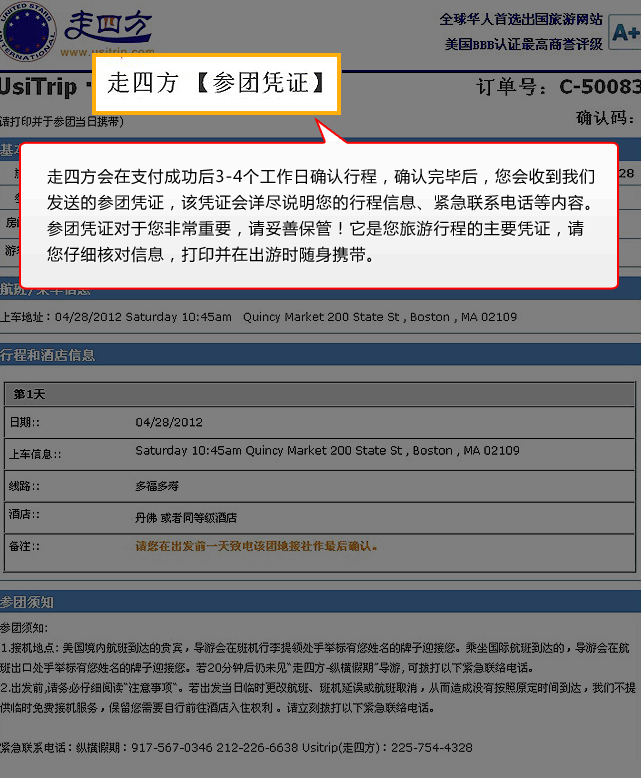 UNITED STARS INTERNATIONAL
走四方
www.usitrip.com
全球华人首选出国旅游网站
美国BBB认证最高商誉评级
A+
UsiTrip
订单号：C-50083
走四方 【参团凭证】
请打印并于参团当日携带)
确认码：
基本
28
走四方会在支付成功后3-4个工作日确认行程，确认完毕后，您会收到我们
发送的参团凭证，该凭证会详尽说明您的行程信息、紧急联系电话等内容。
参团凭证对于您非常重要，请妥善保管！它是您旅游行程的主要凭证，请
您仔细核对信息，打印并在出游时随身携带。
航班/乘车信息
上车地址：04/28/2012 Saturday 10:45am Quincy Market 200 State St , Boston , MA 02109
行程和酒店信息
第1天
日期:: 04/28/2012
上车信息:: Saturday 10:45am Quincy Market 200 State St , Boston , MA 02109
线路:: 多福多寿
酒店:: 丹佛 或者同等级酒店
备注:: 请您在出发前一天致电该团地接社作最后确认。
参团须知
参团须知:
1.接机地点: 美国境内航班到达的贵宾，导游会在班机行李提领处手举标有您姓名的牌子迎接您。乘坐国际航班到达的，导游会在航
班出口处手举标有您姓名的牌子迎接您。若20分钟后仍未见“走四方-纵横假期”导游, 可拨打以下紧急联络电话。
2.出发前,请务必仔细阅读“注意事项“。若出发当日临时更改航班、班机延误或航班取消，从而造成没有按照原定时间到达，我们不提
供临时免费接机服务，保留您需要自行前往酒店入住权利 。请立刻拨打以下紧急联络电话。
紧急联系电话：纵横假期：917-567-0346 212-226-6638 Usitrip(走四方)：225-754-4328